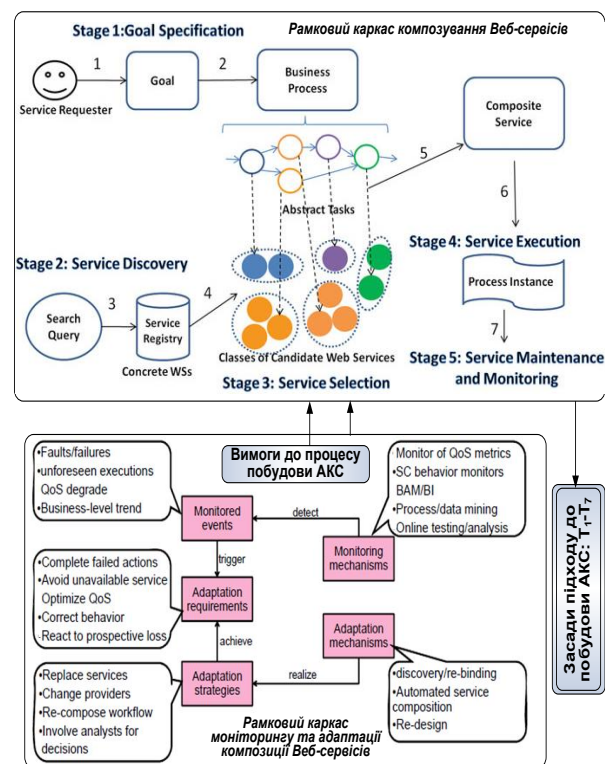 Stage 1:Goal Specification
Рамковий каркас композування Веб-сервісів
1
2
Service Requester
Goal
Business
Process
Composite
Service
5
6
Abstract Tasks
Stage 2: Service Discovery
3
4
Search
Query
Service
Registry
Concrete WSs
Classes of Candidate Web Services
Stage 3: Service Selection
Stage 4: Service Execution
Process Instance
7
Stage 5: Service Maintenance
and Monitoring
Вимоги до процесу
побудови АКС
•Faults/failures
•unforeseen executions
QoS degrade
•Business-level trend
Monitored
events
detect
•Monitor of QoS metrics
•SC behavior monitors
BAM/BI
•Process/data mining
Online testing/analysis
Monitoring
mechanisms
trigger
•Complete failed actions
•Avoid unavailable service
Optimize QoS
•Correct behavior
•React to prospective loss
Adaptation
requirements
achieve
Adaptation
mechanisms
•Replace services
•Change providers
•Re-compose workflow
•Involve analysts for
decisions
Adaptation
strategies
realize
•discovery/re-binding
•Automated service
composition
•Re-design
Рамковий каркас
моніторингу та адаптації
композиції Веб-сервісів
Засади підходу до
побудови АКС: Т₁-Т₇